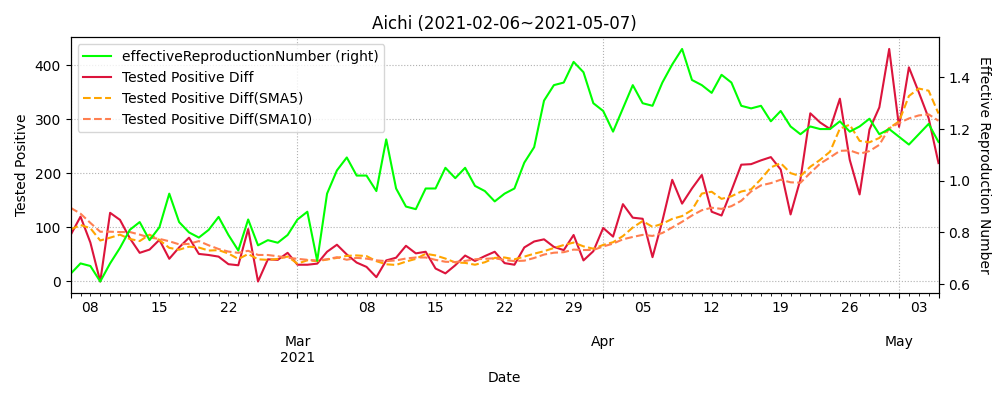 Aichi (2021-02-06~2021-05-07)
effectiveReproductionNumber (right)
Tested Positive Diff
Tested Positive Diff(SMA5)
Tested Positive Diff(SMA10)
Tested Positive
400
300
200
100
0
Effective Reproduction Number
1.4
1.2
1.0
0.8
0.6
08 15 22 08 15 22 29 05 12 19 26 03
Mar Apr May
2021
Date